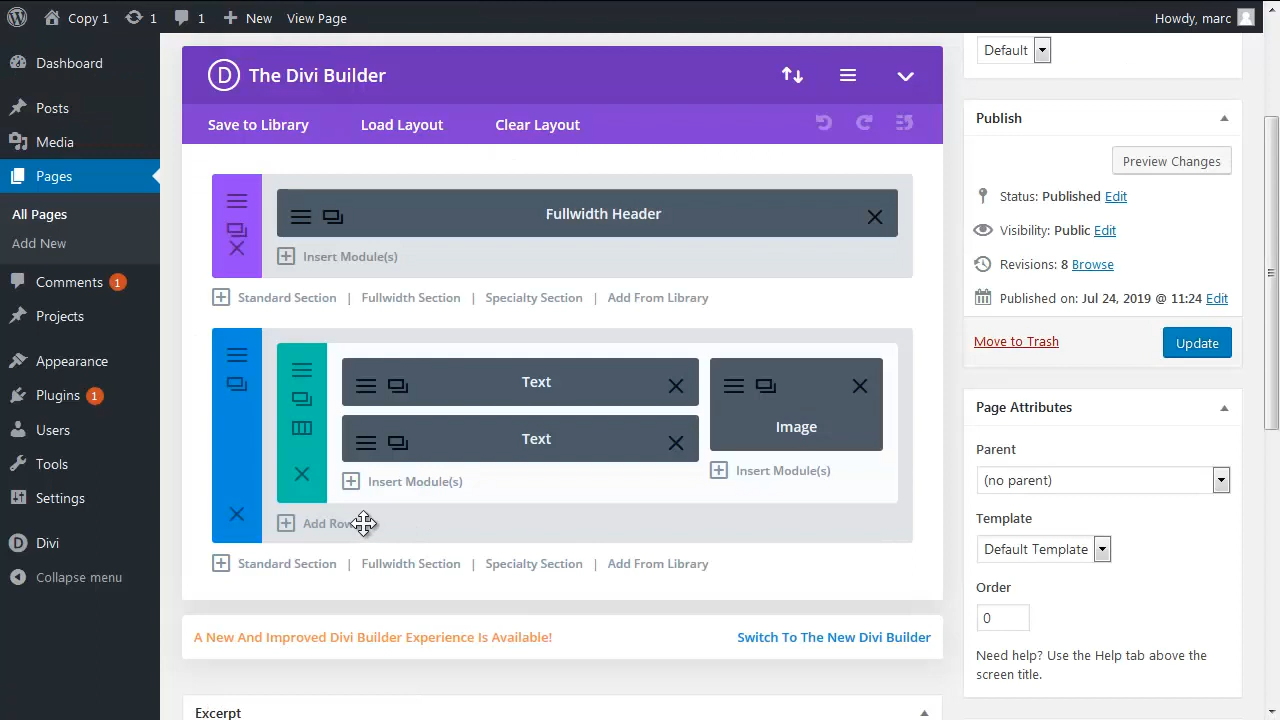 Copy 1
1
1
New
View Page
Howdy, marc
Dashboard
Posts
Media
Pages
All Pages
Add New
Comments 1
Projects
Appearance
Plugins 1
Users
Tools
Settings
Divi
Collapse menu
D The Divi Builder
Save to Library
Load Layout
Clear Layout
Fullwidth Header
Insert Module(s)
Standard Section | Fullwidth Section | Specialty Section | Add From Library
Text
Text
Insert Module(s)
Image
Insert Module(s)
Add Row
Standard Section | Fullwidth Section | Specialty Section | Add From Library
A New And Improved Divi Builder Experience Is Available!
Switch To The New Divi Builder
Excerpt
Default
Publish
Preview Changes
Status: Published Edit
Visibility: Public Edit
Revisions: 8 Browse
Published on: Jul 24, 2019 @ 11:24 Edit
Move to Trash
Update
Page Attributes
Parent
(no parent)
Template
Default Template
Order
0
Need help? Use the Help tab above the
screen title.